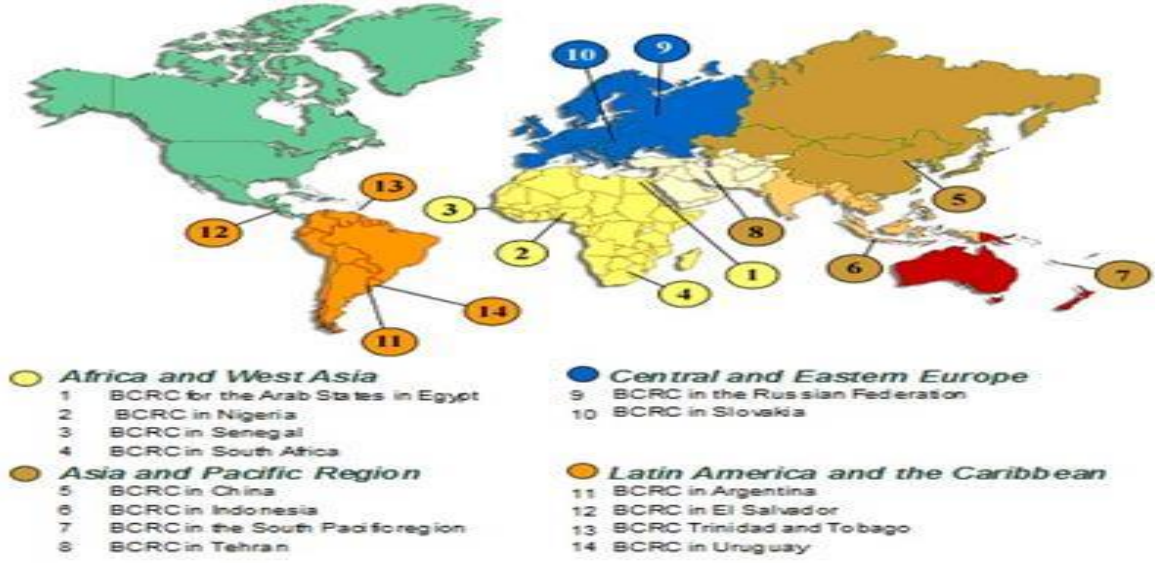 10
9
13
3
5
12
8
2
6
7
1
4
14
11
Africa and West Asia
1 BCRC for the Arab States in Egypt
2 BCRC in Nigeria
3 BCRC in Senegal
4 BCRC in South Africa
Asia and Pacific Region
5 BCRC in China
6 BCRC in Indonesia
7 BCRC in the South Pacific region
8 BCRC in Tehran
Central and Eastern Europe
9 BCRC in the Russian Federation
10 BCRC in Slovakia
Latin America and the Caribbean
11 BCRC in Argentina
12 BCRC in El Salvador
13 BCRC Trinidad and Tobago
14 BCRC in Uruguay